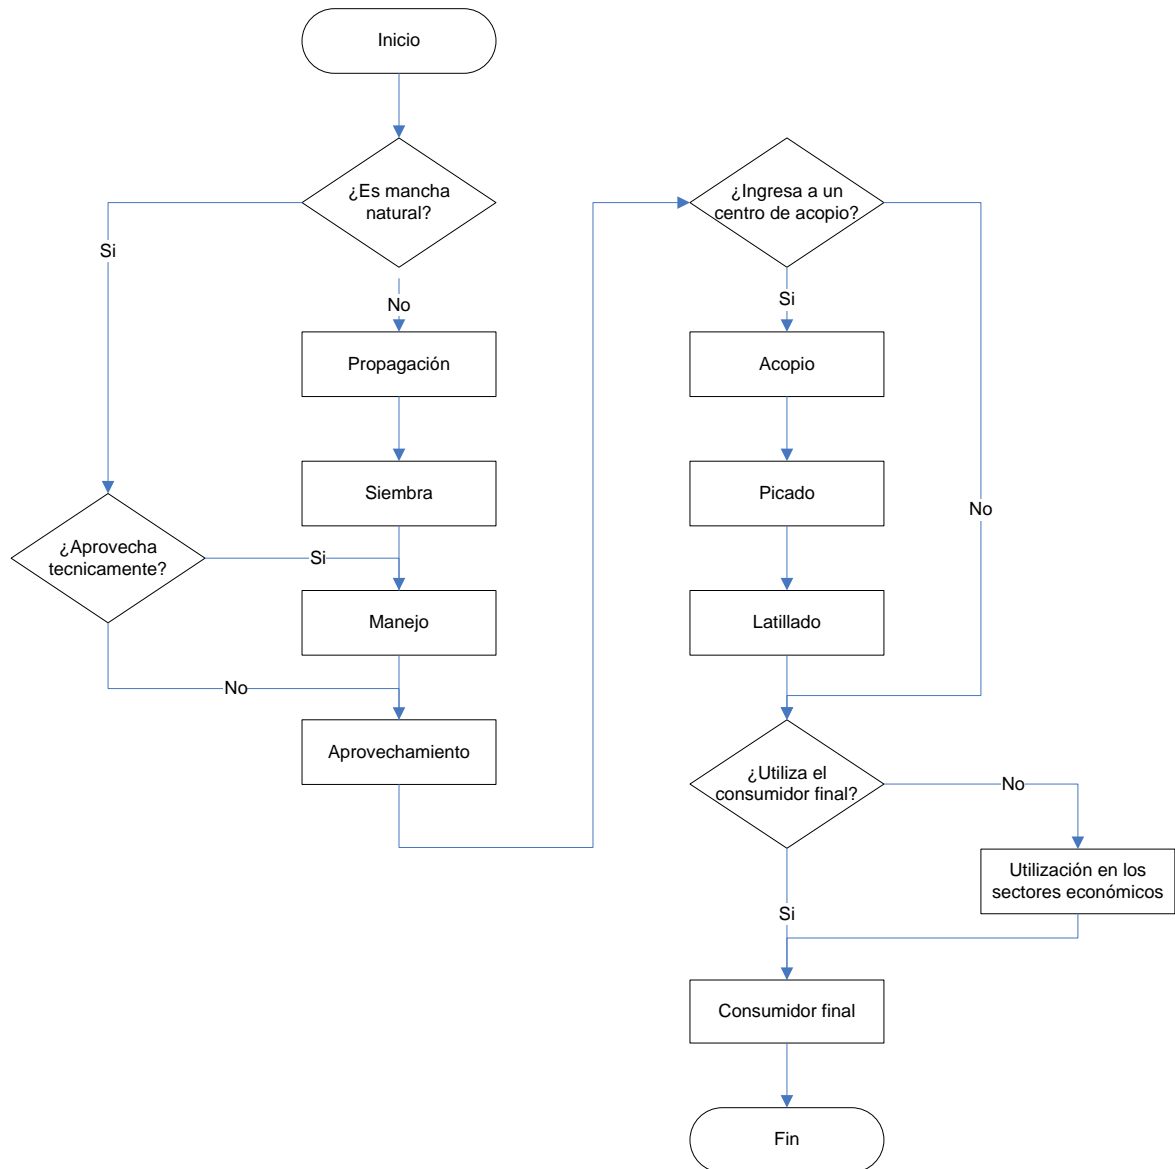 Inicio
¿Es mancha
natural?
Si
No
Propagación
Siembra
¿Aprovecha
tecnicamente?
Si
Manejo
No
Aprovechamiento
¿Ingresa a un
centro de acopio?
Si
No
Acopio
Picado
Latillado
¿Utiliza el
consumidor final?
No
Utilización en los
sectores económicos
Si
Consumidor final
Fin